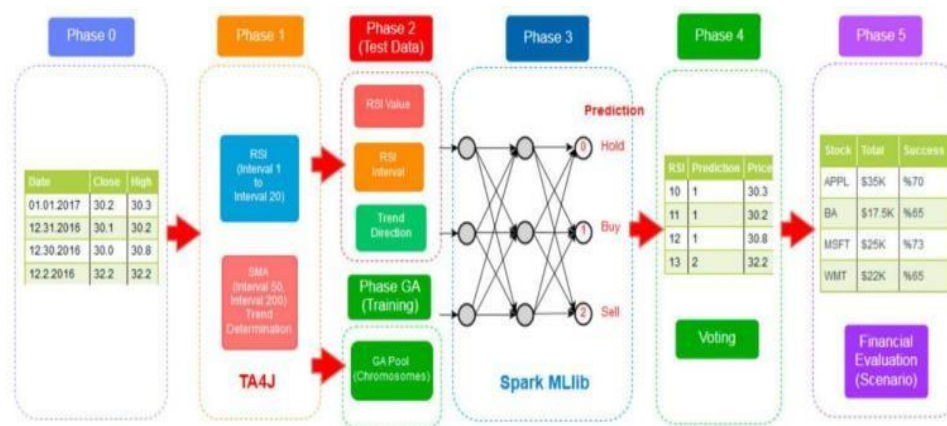 Phase 0
Date Close High
01.01.2017 30.2 30.3
12.31.2016 30.1 30.2
12.30.2016 30.0 30.8
12.2.2016 32.2 32.2
Phase 1
RSI
(Interval 1
to
Interval 20)
SMA
(Interval 50,
Interval 200)
Trend
Determination
TA4J
Phase 2
(Test Data)
RSI Value
RSI
Interval
Trend
Direction
Phase GA
(Training)
GA Pool
(Chromosomes)
Phase 3
Prediction
0 Hold
1 Buy
2 Sell
Spark MLlib
Phase 4
RSI Prediction Price
10 1 30.3
11 1 30.2
12 1 30.8
13 2 32.2
Voting
Phase 5
Stock Total Success
APPL $35K %70
BA $17.5K %65
MSFT $25K %73
WMT $22K %65
Financial
Evaluation
(Scenario)